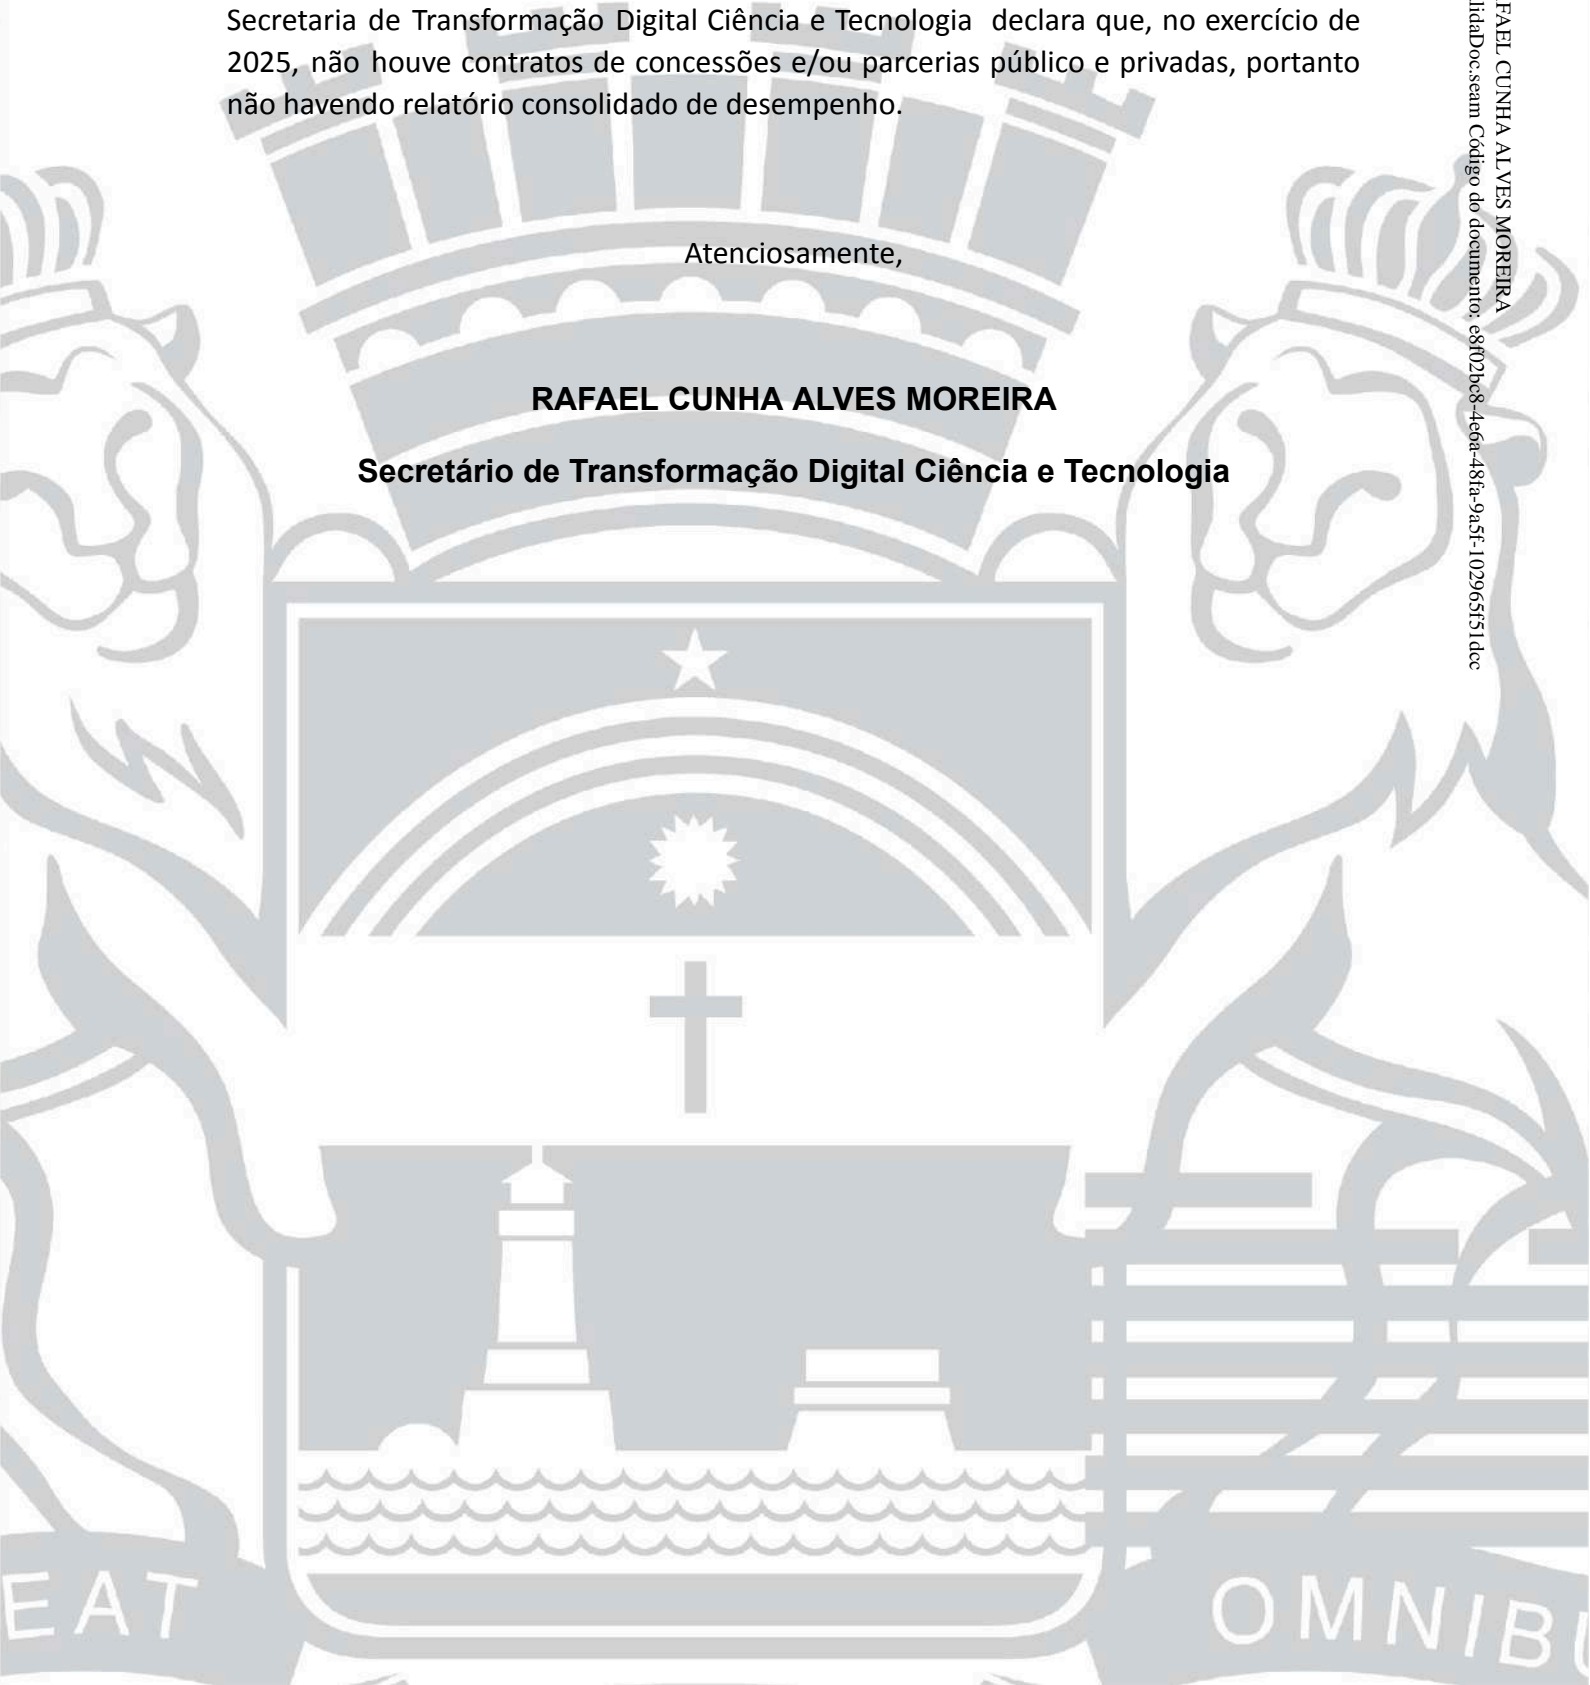 Secretaria de Transformação Digital Ciência e Tecnologia declara que, no exercício de
2025, não houve contratos de concessões e/ou parcerias público e privadas, portanto
não havendo relatório consolidado de desempenho.
Atenciosamente,
RAFAEL CUNHA ALVES MOREIRA
Secretário de Transformação Digital Ciência e Tecnologia
FAEL CUNHA ALVES MOREIRA
lidaDoc.seam Código do documento: e8f02bc8-4e6a-48fa-9a5f-102965f51dcc
EAT
OMNIBU